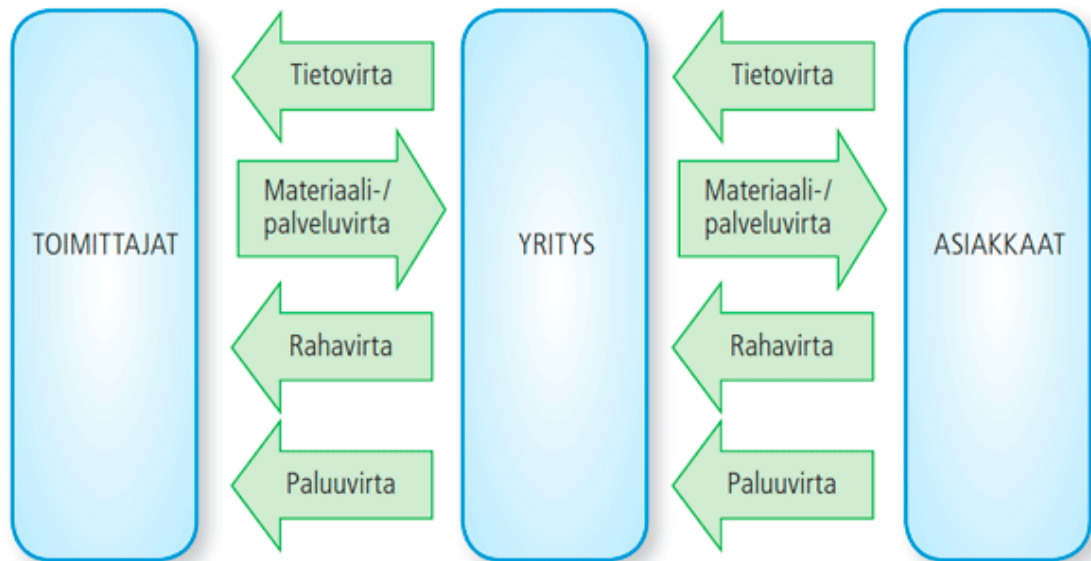 TOIMITTAJAT
Tietovirta
Materiaali-/
palveluvirta
Rahavirta
Paluuvirta
YRITYS
Tietovirta
Materiaali-/
palveluvirta
Rahavirta
Paluuvirta
ASIAKKAAT